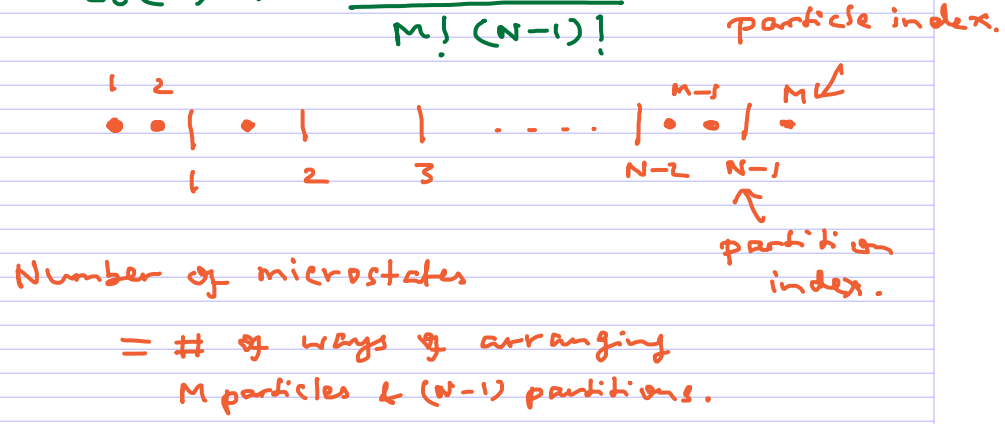 M! (N-1)!
particle index.
1 2 M-1 M
1 2 3 .... N-2 N-1
partition
index.
Number of microstates
= # of ways of arranging
M particles & (N-1) partitions.